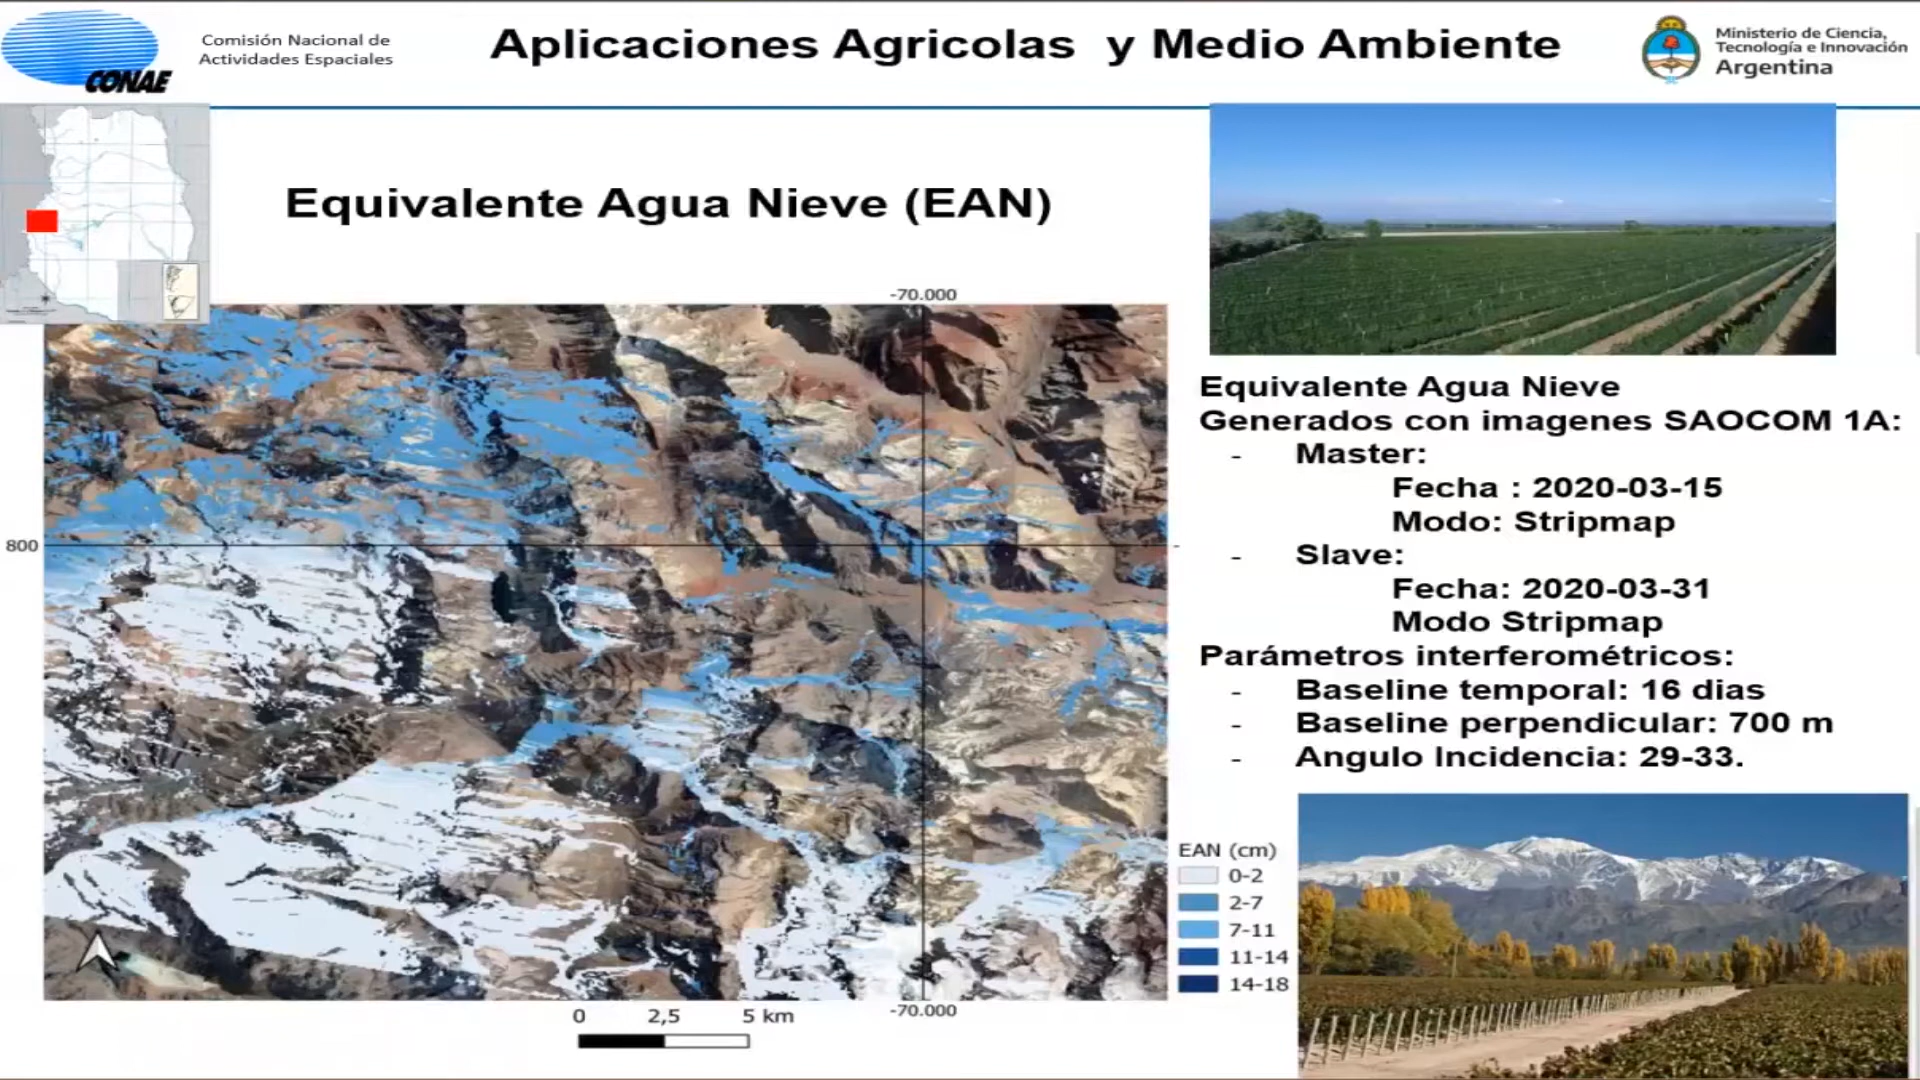 CONAE
Comisión Nacional de
Actividades Espaciales
Aplicaciones Agricolas y Medio Ambiente
Ministerio de Ciencia,
Tecnología e Innovación
Argentina
Equivalente Agua Nieve (EAN)
-70.000
800
-70.000
0 2,5 5 km
Equivalente Agua Nieve
Generados con imagenes SAOCOM 1A:
- Master:
Fecha : 2020-03-15
Modo: Stripmap
- Slave:
Fecha: 2020-03-31
Modo Stripmap
Parámetros interferométricos:
- Baseline temporal: 16 dias
- Baseline perpendicular: 700 m
- Angulo Incidencia: 29-33.
EAN (cm)
0-2
2-7
7-11
11-14
14-18